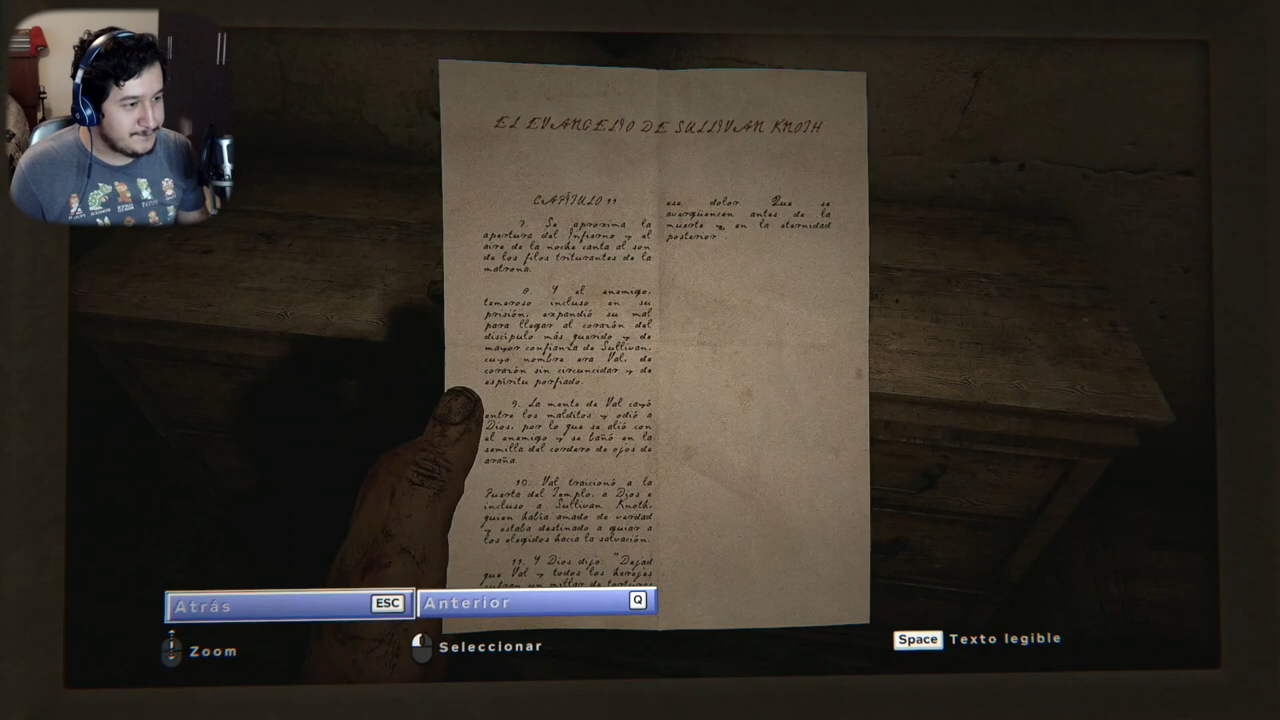 EL EVANGELIO DE SULLIVAN KNOTH
CAPÍTULO 11
7. Se aproxima la
apertura del Infierno y el
aire de la noche canta al son
de los filos triturantes de la
matrona.
8. Y el enemigo,
temeroso incluso en su
prisión, expandió su mal
para llegar al corazón del
discípulo más querido y de
mayor confianza de Sullivan,
cuyo nombre era Val, de
corazón sin circuncidar y de
espíritu porfiado.
9. La mente de Val cayó
entre los malditos y odió a
Dios, por lo que se alió con
el enemigo y se bañó en la
semilla del cordero de ojos de
araña.
10. Val traicionó a la
Puerta del Templo, a Dios e
incluso a Sullivan Knoth,
quien había amado de verdad
y estaba destinado a guiar a
los elegidos hacia la salvación.
11. Y Dios dijo: "Dejad
que Val y todos los herejes
sufran un millar de torturas
ese dolor Que se
avergüencen antes de la
muerte y en la eternidad
posterior
Atrás ESC
Anterior Q
Zoom
Seleccionar
Space Texto legible